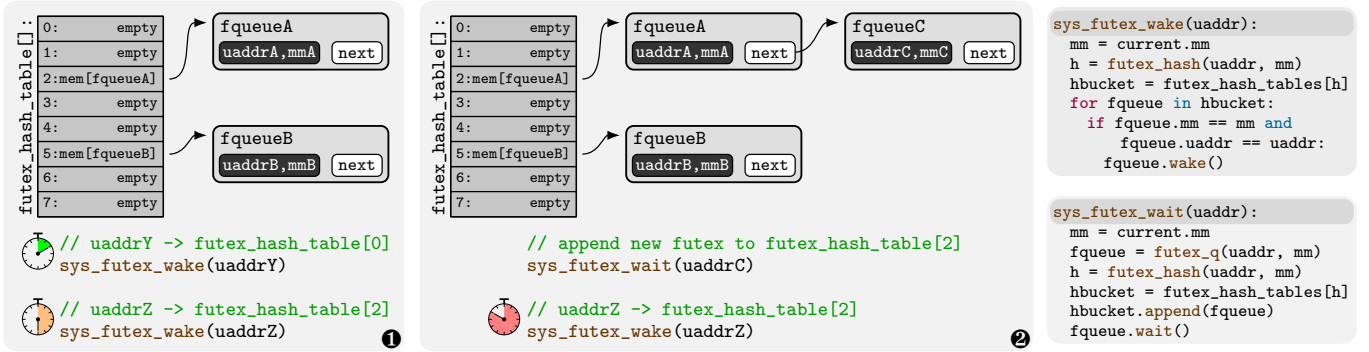 futex_hash_table[]:
0: empty
1: empty
2:mem[fqueueA]
3: empty
4: empty
5:mem[fqueueB]
6: empty
7: empty
fqueueA
uaddrA,mmA next
fqueueB
uaddrB,mmB next
// uaddrY -> futex_hash_table[0]
sys_futex_wake(uaddrY)
// uaddrZ -> futex_hash_table[2]
sys_futex_wake(uaddrZ)
❶
futex_hash_table[]:
0: empty
1: empty
2:mem[fqueueA]
3: empty
4: empty
5:mem[fqueueB]
6: empty
7: empty
fqueueA
uaddrA,mmA next
fqueueC
uaddrC,mmC next
fqueueB
uaddrB,mmB next
// append new futex to futex_hash_table[2]
sys_futex_wait(uaddrC)
// uaddrZ -> futex_hash_table[2]
sys_futex_wake(uaddrZ)
❷
sys_futex_wake(uaddr):
mm = current.mm
h = futex_hash(uaddr, mm)
hbucket = futex_hash_tables[h]
for fqueue in hbucket:
if fqueue.mm == mm and
fqueue.uaddr == uaddr:
fqueue.wake()
sys_futex_wait(uaddr):
mm = current.mm
fqueue = futex_q(uaddr, mm)
h = futex_hash(uaddr, mm)
hbucket = futex_hash_tables[h]
hbucket.append(fqueue)
fqueue.wait()